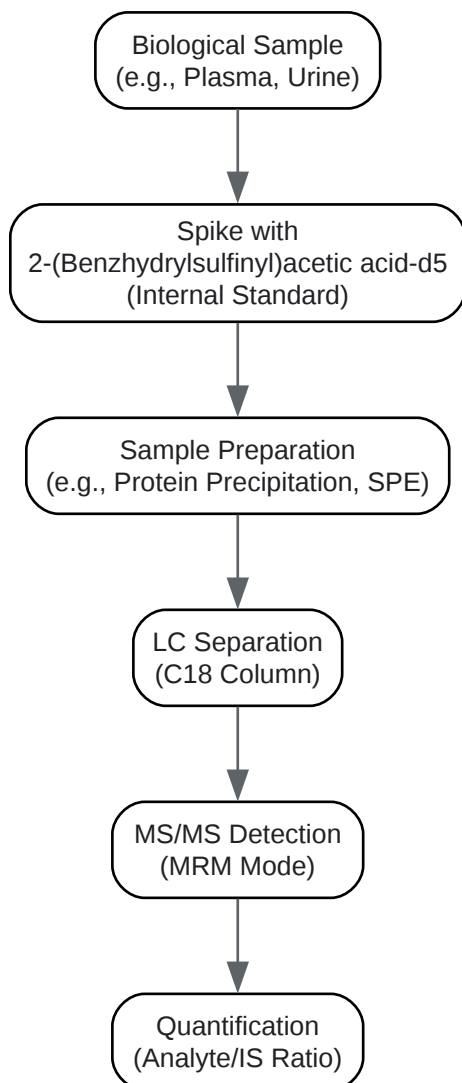 Biological Sample
(e.g., Plasma, Urine)
Spike with
2-(Benzhydrylsulfinyl)acetic acid-d5
(Internal Standard)
Sample Preparation
(e.g., Protein Precipitation, SPE)
LC Separation
(C18 Column)
MS/MS Detection
(MRM Mode)
Quantification
(Analyte/IS Ratio)